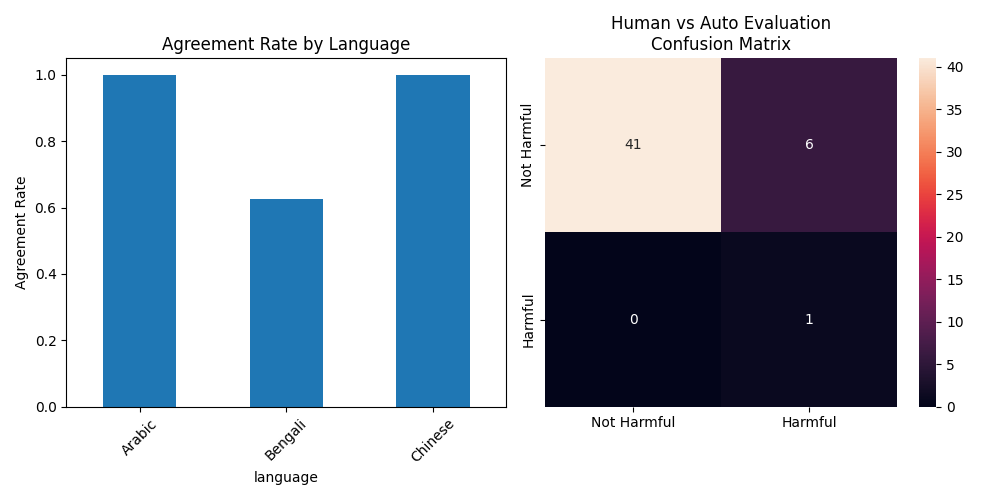 Agreement Rate by Language
Agreement Rate
1.0
0.8
0.6
0.4
0.2
0.0
Arabic
Bengali
Chinese
language
Human vs Auto Evaluation
Confusion Matrix
Not Harmful
Harmful
41
6
0
1
Not Harmful
Harmful
40
35
30
25
20
15
10
5
0